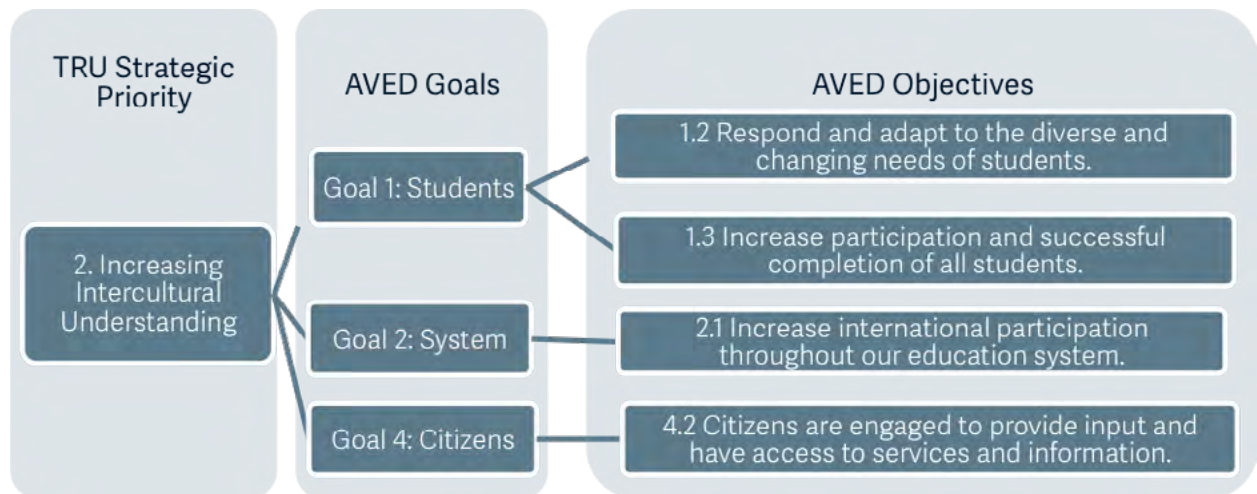 TRU Strategic
Priority
2. Increasing
Intercultural
Understanding
AVED Goals
Goal 1: Students
Goal 2: System
Goal 4: Citizens
AVED Objectives
1.2 Respond and adapt to the diverse and
changing needs of students.
1.3 Increase participation and successful
completion of all students.
2.1 Increase international participation
throughout our education system.
4.2 Citizens are engaged to provide input and
have access to services and information.